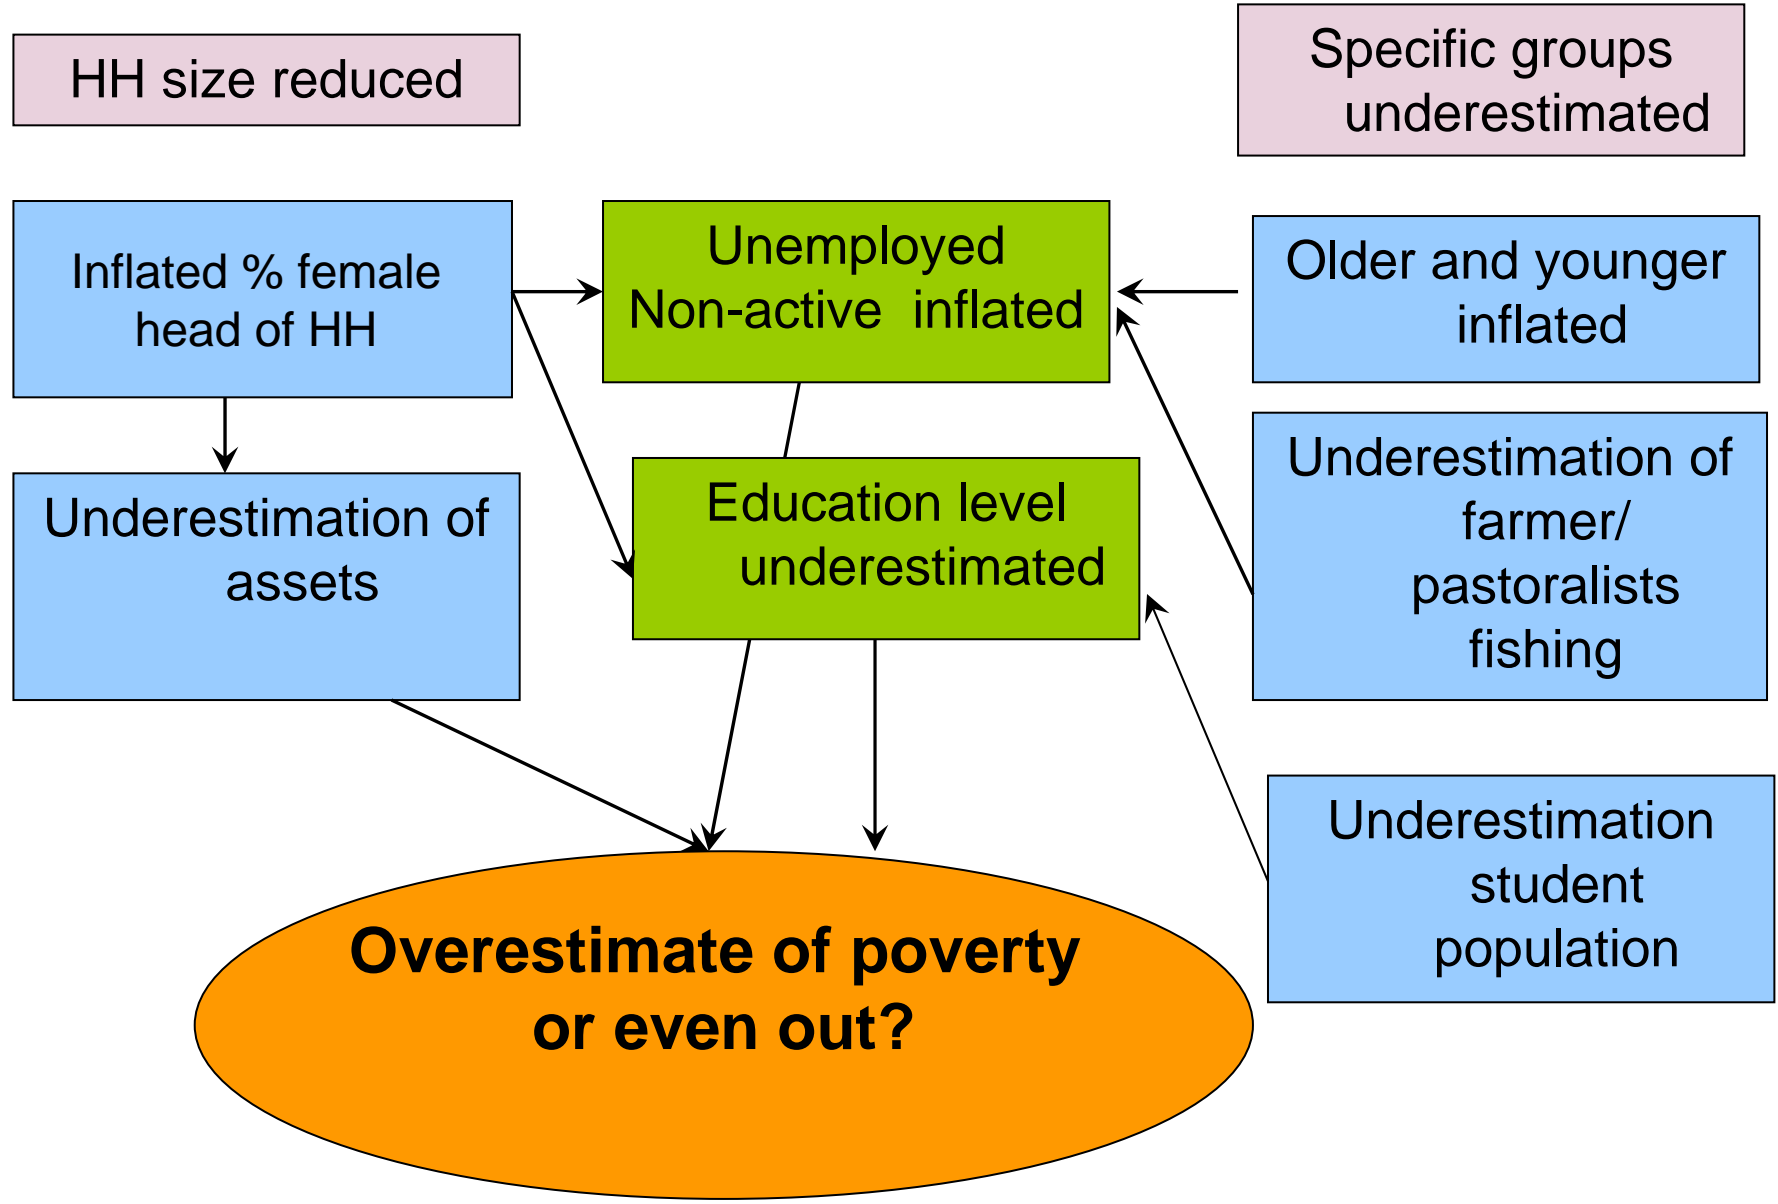 HH size reduced
Specific groups
underestimated
Inflated % female
head of HH
Unemployed
Non-active  inflated
Older and younger
inflated
Underestimation of
assets
Education level
underestimated
Underestimation of
farmer/
pastoralists
fishing
Underestimation
student
population
Overestimate of poverty
or even out?